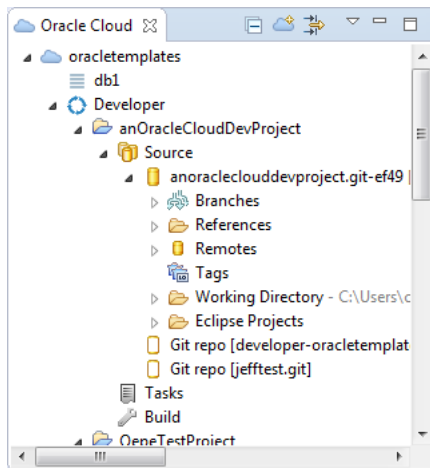 Oracle Cloud
oracletemplates
db1
Developer
anOracleCloudDevProject
Source
anoracleclouddevproject.git-ef49 [
Branches
References
Remotes
Tags
Working Directory - C:\Users\c
Eclipse Projects
Git repo [developer-oracletemplat
Git repo [jefftest.git]
Tasks
Build
OepeTestProject